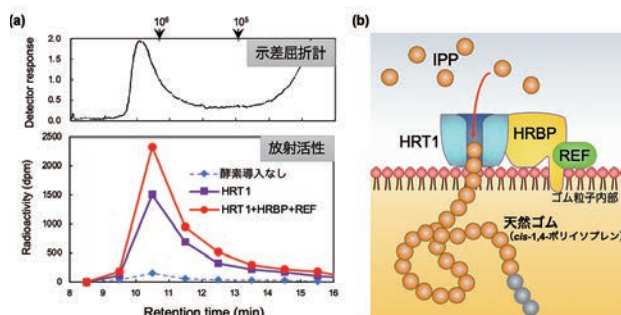 (a)
10⁶ 10⁵
Detector response
2.0
1.5
1.0
0.5
0.0
示差屈折計
Radioactivity (dpm)
2500
2000
1500
1000
500
0
放射活性
酵素導入なし
HRT1
HRT1+HRBP+REF
8 9 10 11 12 13 14 15 16
Retention time (min)
(b)
IPP
HRT1
HRBP
REF
ゴム粒子内部
天然ゴム
(cis-1,4-ポリイソプレン)